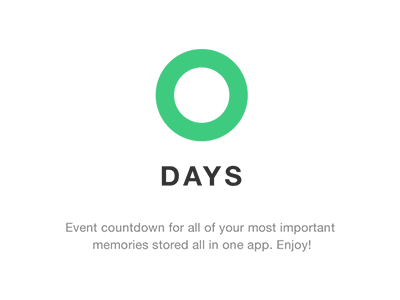 DAYS
Event countdown for all of your most important
memories stored all in one app. Enjoy!